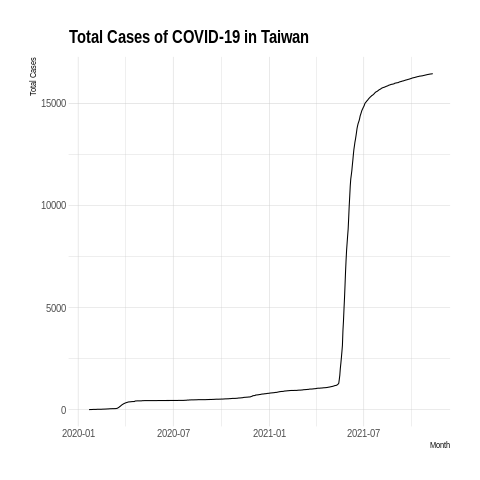 Total Cases of COVID-19 in Taiwan
Total Cases
15000
10000
5000
0
2020-01 2020-07 2021-01 2021-07
Month